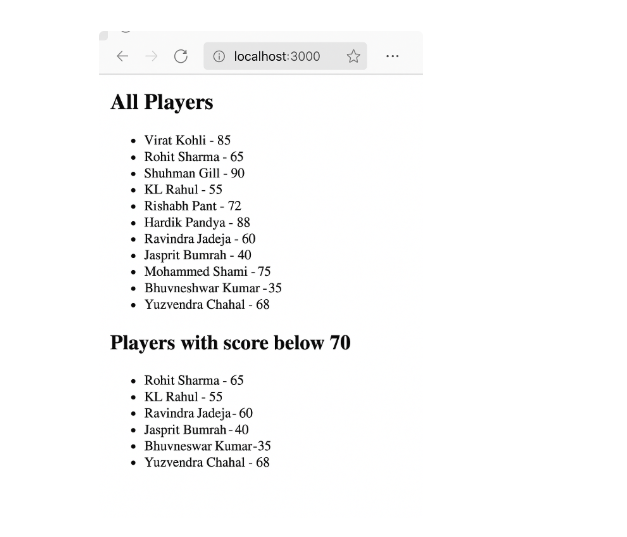 localhost:3000
All Players
• Virat Kohli - 85
• Rohit Sharma - 65
• Shuhman Gill - 90
• KL Rahul - 55
• Rishabh Pant - 72
• Hardik Pandya - 88
• Ravindra Jadeja - 60
• Jasprit Bumrah - 40
• Mohammed Shami - 75
• Bhuvneshwar Kumar -35
• Yuzvendra Chahal - 68
Players with score below 70
• Rohit Sharma - 65
• KL Rahul - 55
• Ravindra Jadeja- 60
• Jasprit Bumrah - 40
• Bhuvneswar Kumar-35
• Yuzvendra Chahal - 68